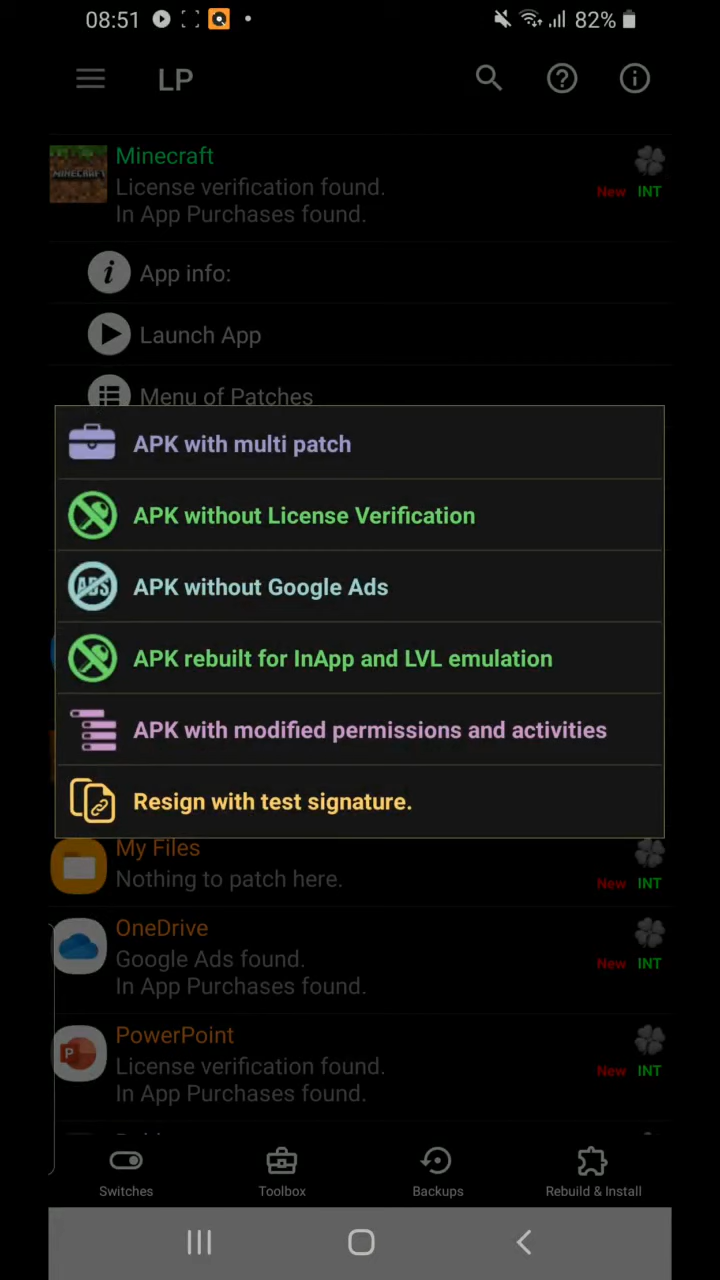 08:51
82%
LP
Minecraft
MINECRAFT
License verification found.
In App Purchases found.
New INT
App info:
Launch App
Menu of Patches
APK with multi patch
APK without License Verification
ADS
APK without Google Ads
APK rebuilt for InApp and LVL emulation
APK with modified permissions and activities
Resign with test signature.
My Files
Nothing to patch here.
New INT
OneDrive
Google Ads found.
New INT
In App Purchases found.
PowerPoint
P
License verification found.
New INT
In App Purchases found.
Switches
Toolbox
Backups
Rebuild & Install